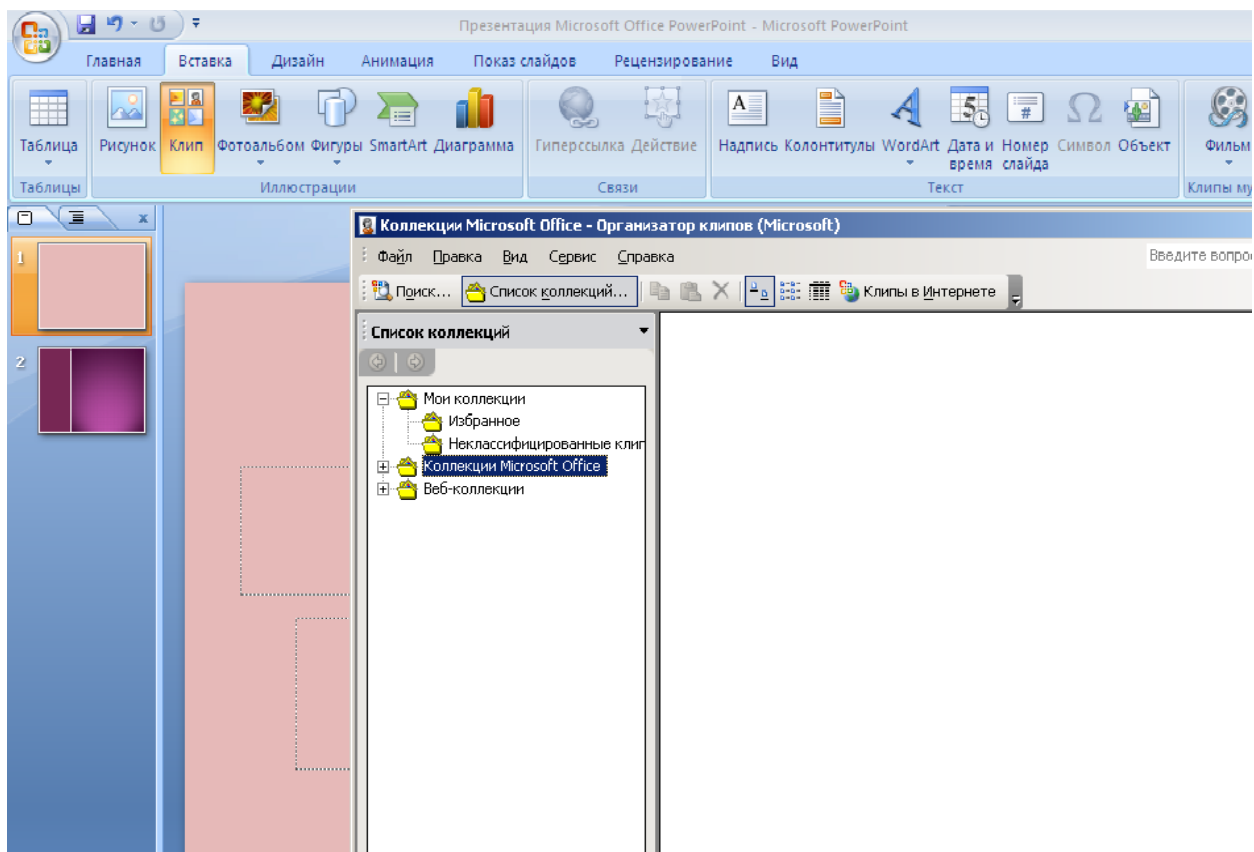 Презентация Microsoft Office PowerPoint - Microsoft PowerPoint
Главная Вставка Дизайн Анимация Показ слайдов Рецензирование Вид
Таблица Рисунок Клип Фотоальбом Фигуры SmartArt Диаграмма Гиперссылка Действие Надпись Колонтитулы WordArt Дата и время Номер слайда Символ Объект Фильм
Таблицы Иллюстрации Связи Текст Клипы
1
2
Коллекции Microsoft Office - Организатор клипов (Microsoft)
Файл Правка Вид Сервис Справка Введите
Поиск... Список коллекций... Клипы в Интернете
Список коллекций
Мои коллекции
Избранное
Неклассифицированные
Коллекции Microsoft Office
Веб-коллекции